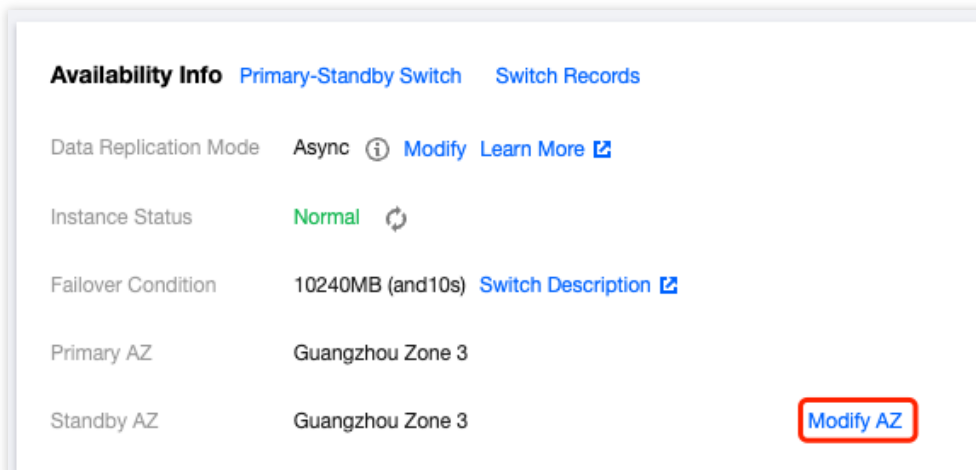 Availability Info Primary-Standby Switch Switch Records
Data Replication Mode Async Modify Learn More
Instance Status Normal
Failover Condition 10240MB (and10s) Switch Description
Primary AZ Guangzhou Zone 3
Standby AZ Guangzhou Zone 3 Modify AZ